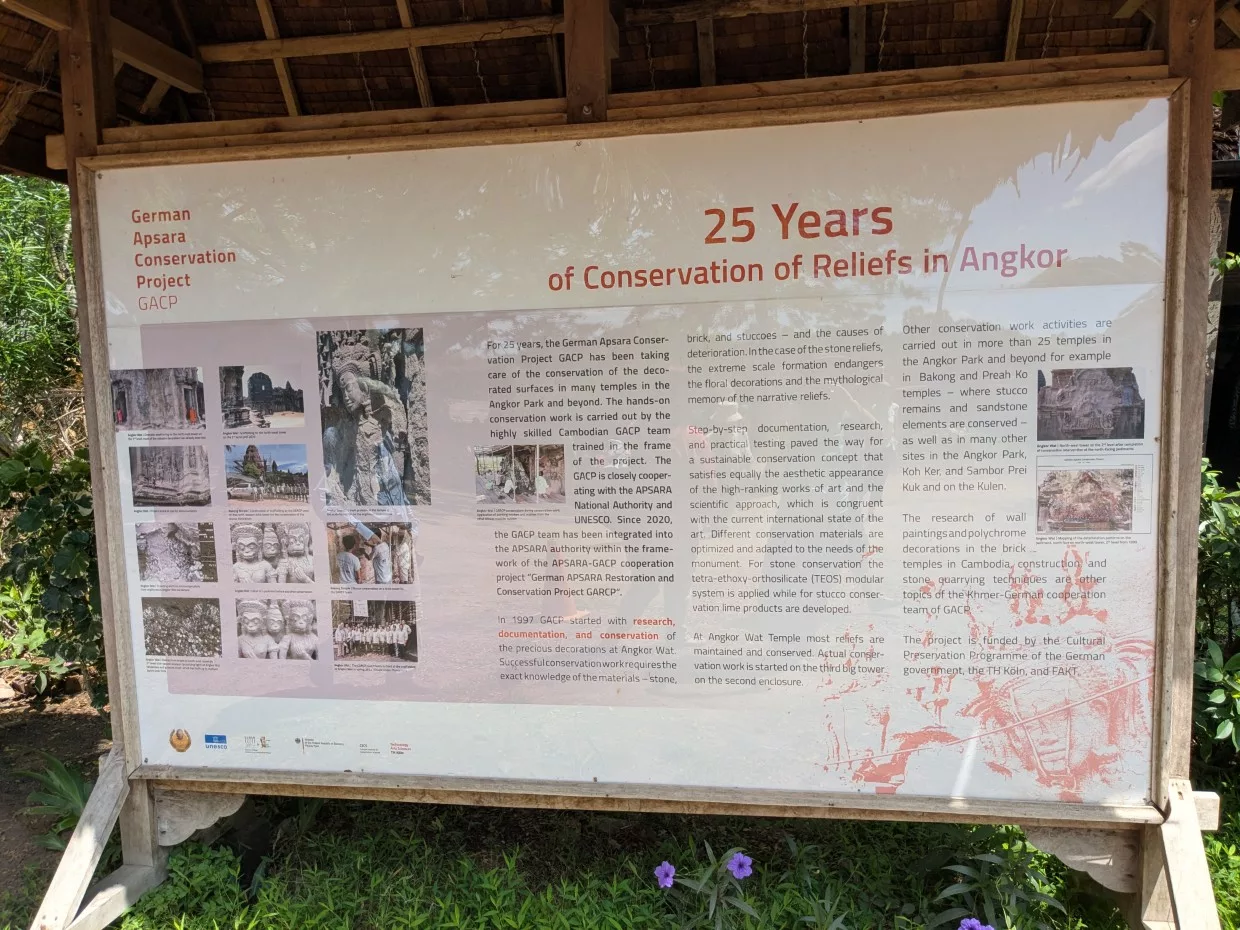 German
Apsara
Conservation
Project
GACP
25 Years
of Conservation of Reliefs in Angkor
For 25 years, the German Apsara Conser-
vation Project GACP has been taking
care of the conservation of the deco-
rated surfaces in many temples in the
Angkor Park and beyond. The hands-on
conservation work is carried out by the
highly skilled Cambodian GACP team
trained in the frame
of the project. The
GACP is closely cooper-
ating with the APSARA
National Authority and
UNESCO. Since 2020,
the GACP team has been integrated into
the APSARA authority within the frame-
work of the APSARA-GACP cooperation
project "German APSARA Restoration and
Conservation Project GARCP".
In 1997 GACP started with research,
documentation, and conservation of
the precious decorations at Angkor Wat.
Successful conservation work requires the
exact knowledge of the materials – stone,
brick, and stuccoes – and the causes of
deterioration. In the case of the stone reliefs,
the extreme scale formation endangers
the floral decorations and the mythological
memory of the narrative reliefs.
Step-by-step documentation, research,
and practical testing paved the way for
a sustainable conservation concept that
satisfies equally the aesthetic appearance
of the high-ranking works of art and the
scientific approach, which is congruent
with the current international state of the
art. Different conservation materials are
optimized and adapted to the needs of the
monument. For stone conservation the
tetra-ethoxy-orthosilicate (TEOS) modular
system is applied while for stucco conser-
vation lime products are developed.
At Angkor Wat Temple most reliefs are
maintained and conserved. Actual conser-
vation work is started on the third big tower
on the second enclosure.
Other conservation work activities are
carried out in more than 25 temples in
the Angkor Park and beyond for example
in Bakong and Preah Ko
temples – where stucco
remains and sandstone
elements are conserved –
as well as in many other
sites in the Angkor Park,
Koh Ker, and Sambor Prei
Kuk and on the Kulen.
The research of wall
paintings and polychrome
decorations in the brick
temples in Cambodia, construction, and
stone quarrying techniques are other
topics of the Khmer-German cooperation
team of GACP.
The project is funded by the Cultural
Preservation Programme of the German
government, the TH Köln, and FAKT.
unesco